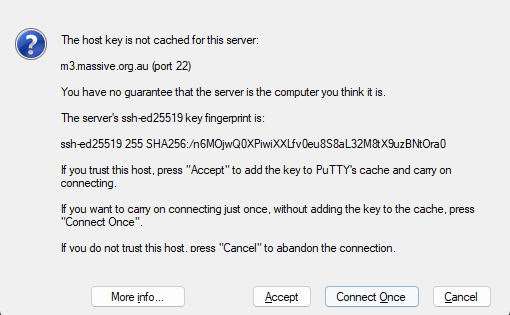 The host key is not cached for this server:
m3.massive.org.au (port 22)
You have no guarantee that the server is the computer you think it is.
The server's ssh-ed25519 key fingerprint is:
ssh-ed25519 255 SHA256:/n6MOjwQ0XPiwiXXLfv0eu8S8aL32M8tX9uzBNtOra0
If you trust this host, press "Accept" to add the key to PuTTY's cache and carry on
connecting.
If you want to carry on connecting just once, without adding the key to the cache, press
"Connect Once".
If you do not trust this host, press "Cancel" to abandon the connection.
More info...
Accept
Connect Once
Cancel